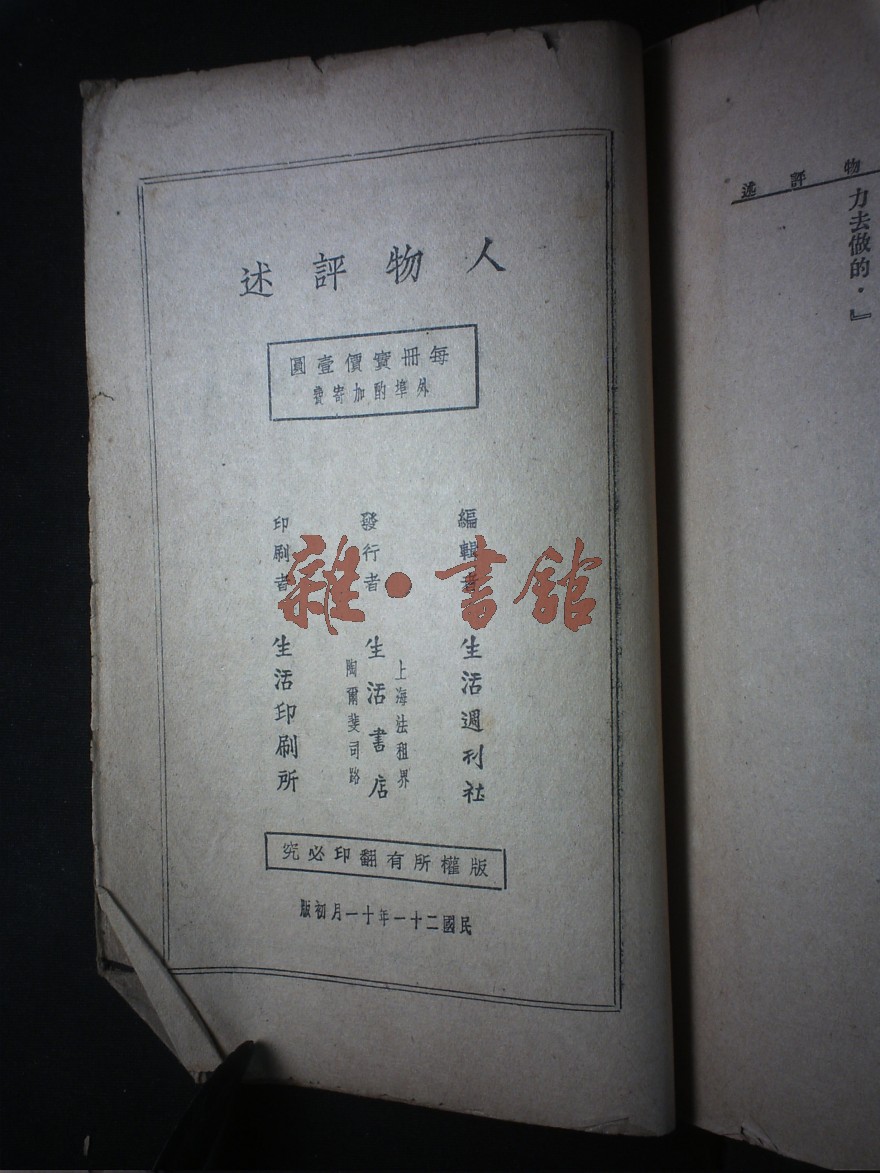 物評述
力去做的．』
人物評述
每冊實價壹圓
外埠酌加寄費
編輯者 生活週刊社
發行者 生活書店
上海法租界
陶爾斐司路
印刷者 生活印刷所
版權所有翻印必究
民國二十一年十一月初版
雜·書館